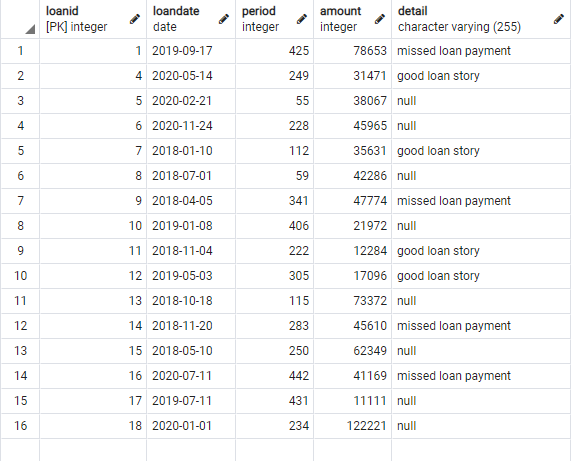 loanid loandate period amount detail
[PK] integer date integer integer character varying (255)
1 1 2019-09-17 425 78653 missed loan payment
2 4 2020-05-14 249 31471 good loan story
3 5 2020-02-21 55 38067 null
4 6 2020-11-24 228 45965 null
5 7 2018-01-10 112 35631 good loan story
6 8 2018-07-01 59 42286 null
7 9 2018-04-05 341 47774 missed loan payment
8 10 2019-01-08 406 21972 null
9 11 2018-11-04 222 12284 good loan story
10 12 2019-05-03 305 17096 good loan story
11 13 2018-10-18 115 73372 null
12 14 2018-11-20 283 45610 missed loan payment
13 15 2018-05-10 250 62349 null
14 16 2020-07-11 442 41169 missed loan payment
15 17 2019-07-11 431 11111 null
16 18 2020-01-01 234 122221 null